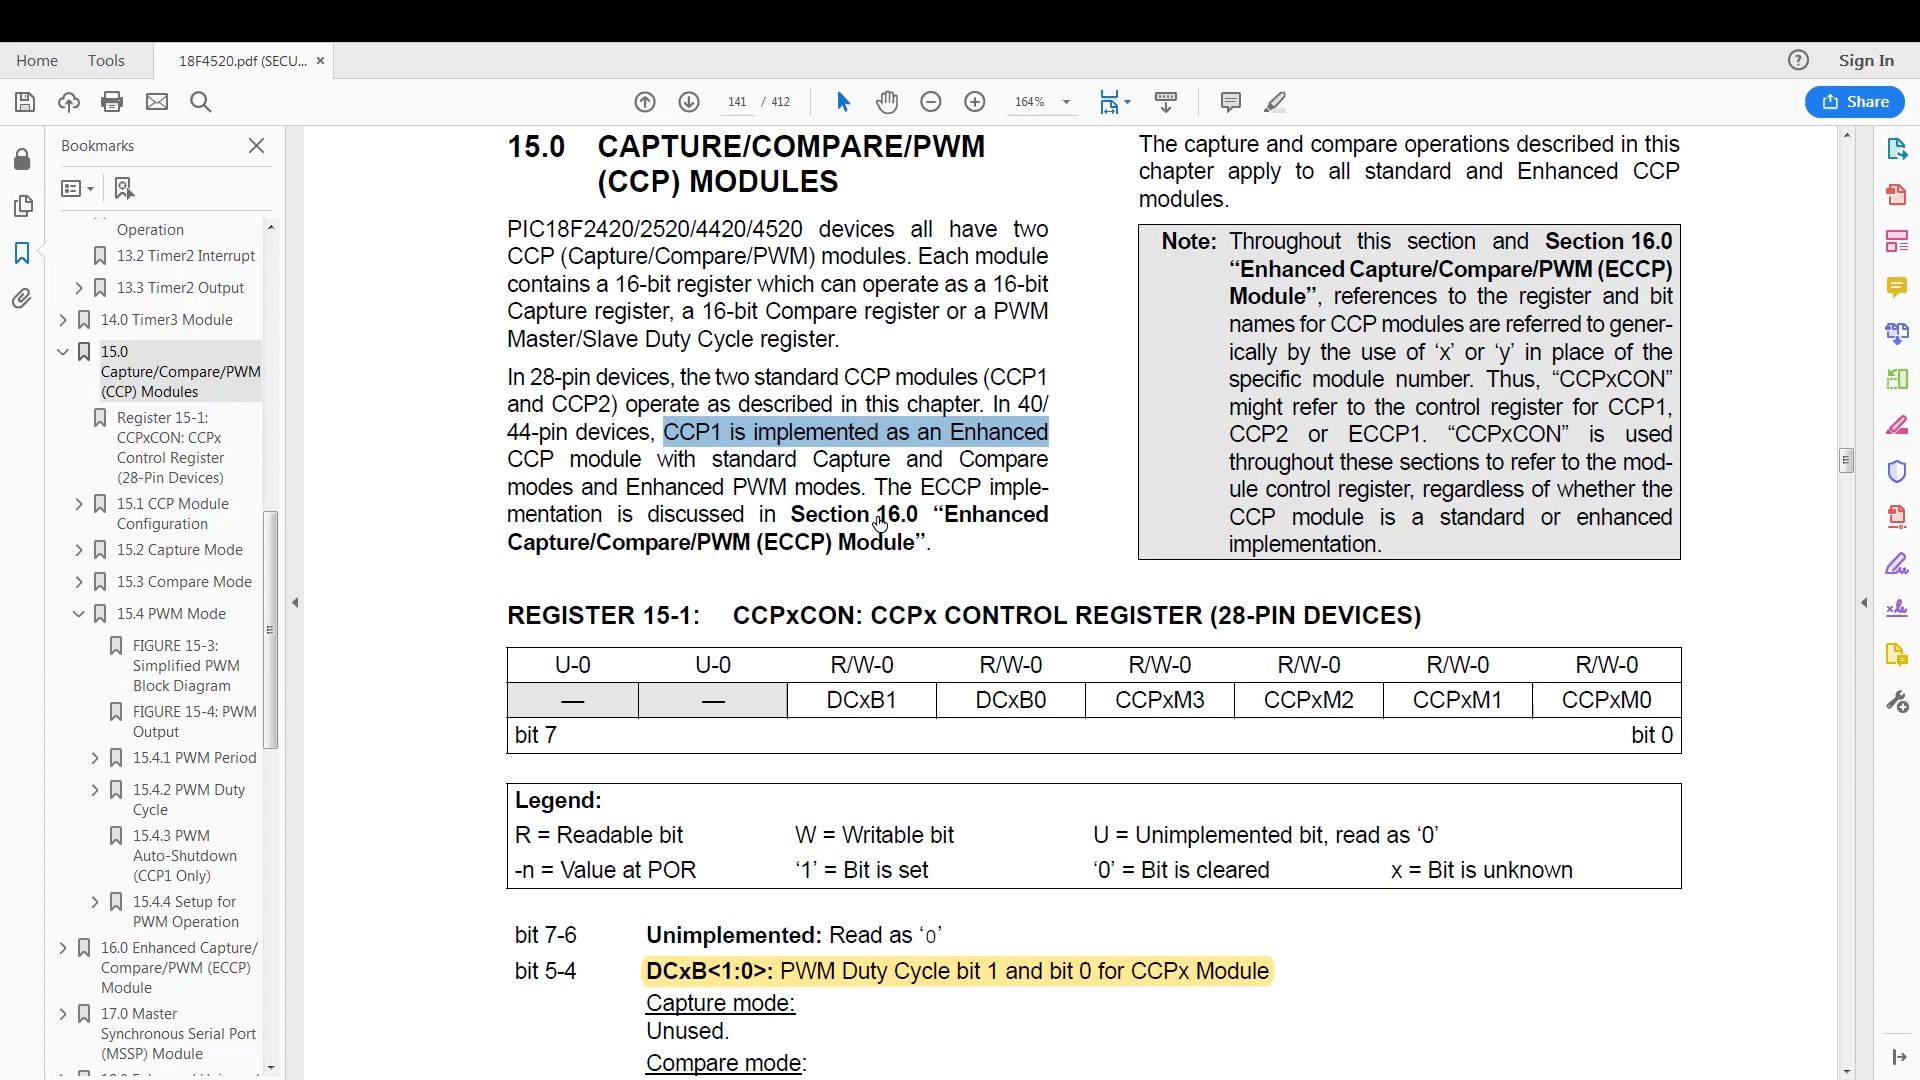 Home
Tools
18F4520.pdf (SECU...
×
?
Sign In
141 / 412
164%
Share
Bookmarks
Operation
13.2 Timer2 Interrupt
13.3 Timer2 Output
14.0 Timer3 Module
15.0
Capture/Compare/PWM
(CCP) Modules
Register 15-1:
CCPxCON: CCPx
Control Register
(28-Pin Devices)
15.1 CCP Module
Configuration
15.2 Capture Mode
15.3 Compare Mode
15.4 PWM Mode
FIGURE 15-3:
Simplified PWM
Block Diagram
FIGURE 15-4: PWM
Output
15.4.1 PWM Period
15.4.2 PWM Duty
Cycle
15.4.3 PWM
Auto-Shutdown
(CCP1 Only)
15.4.4 Setup for
PWM Operation
16.0 Enhanced Capture/
Compare/PWM (ECCP)
Module
17.0 Master
Synchronous Serial Port
(MSSP) Module
15.0 CAPTURE/COMPARE/PWM
(CCP) MODULES
PIC18F2420/2520/4420/4520 devices all have two
CCP (Capture/Compare/PWM) modules. Each module
contains a 16-bit register which can operate as a 16-bit
Capture register, a 16-bit Compare register or a PWM
Master/Slave Duty Cycle register.
In 28-pin devices, the two standard CCP modules (CCP1
and CCP2) operate as described in this chapter. In 40/
44-pin devices, CCP1 is implemented as an Enhanced
CCP module with standard Capture and Compare
modes and Enhanced PWM modes. The ECCP imple-
mentation is discussed in Section 16.0 “Enhanced
Capture/Compare/PWM (ECCP) Module”.
The capture and compare operations described in this
chapter apply to all standard and Enhanced CCP
modules.
Note: Throughout this section and Section 16.0
“Enhanced Capture/Compare/PWM (ECCP)
Module”, references to the register and bit
names for CCP modules are referred to gener-
ically by the use of ‘x’ or ‘y’ in place of the
specific module number. Thus, “CCPxCON”
might refer to the control register for CCP1,
CCP2 or ECCP1. “CCPxCON” is used
throughout these sections to refer to the mod-
ule control register, regardless of whether the
CCP module is a standard or enhanced
implementation.
REGISTER 15-1: CCPxCON: CCPx CONTROL REGISTER (28-PIN DEVICES)
U-0 U-0 R/W-0 R/W-0 R/W-0 R/W-0 R/W-0 R/W-0
— — DCxB1 DCxB0 CCPxM3 CCPxM2 CCPxM1 CCPxM0
bit 7 bit 0
Legend:
R = Readable bit W = Writable bit U = Unimplemented bit, read as ‘0’
-n = Value at POR ‘1’ = Bit is set ‘0’ = Bit is cleared x = Bit is unknown
bit 7-6 Unimplemented: Read as ‘0’
bit 5-4 DCxB<1:0>: PWM Duty Cycle bit 1 and bit 0 for CCPx Module
Capture mode:
Unused.
Compare mode: